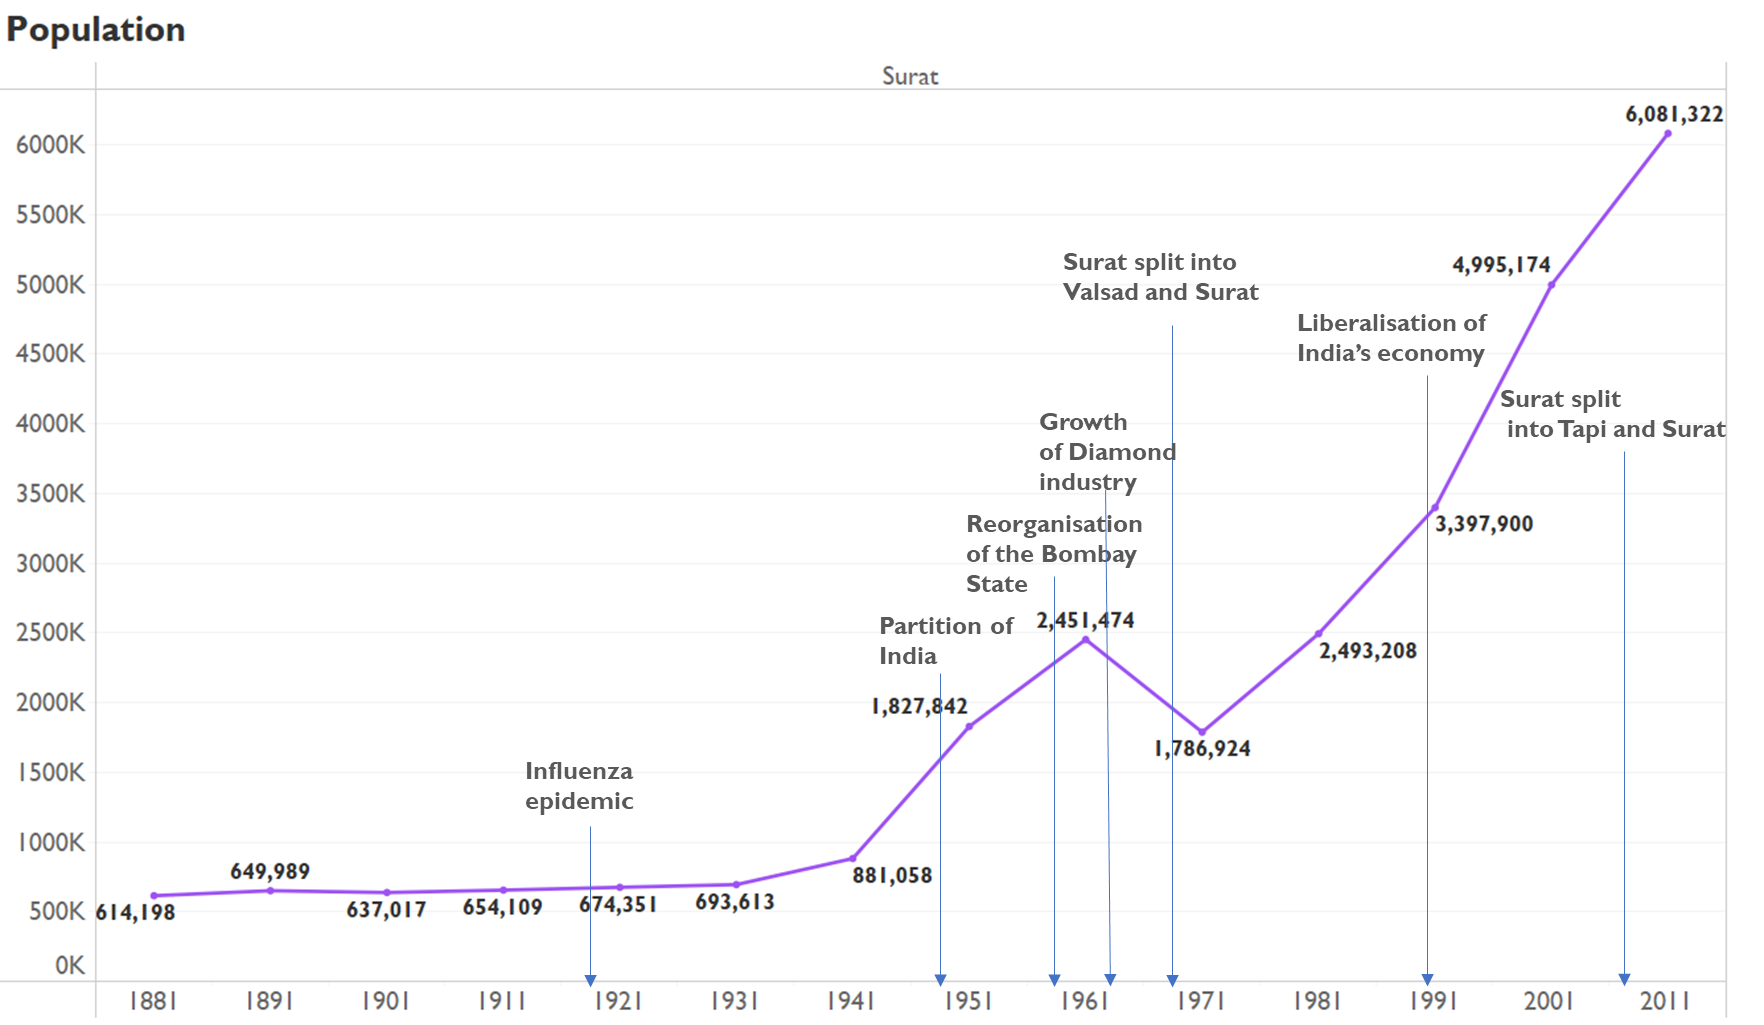 Population
Surat
6000K
5500K
5000K
4500K
4000K
3500K
3000K
2500K
2000K
1500K
1000K
500K
0K
614,198
649,989
637,017
654,109
674,351
693,613
881,058
1,827,842
2,451,474
1,786,924
2,493,208
3,397,900
4,995,174
6,081,322
Influenza
epidemic
Partition of
India
Reorganisation
of the Bombay
State
Growth
of Diamond
industry
Surat split into
Valsad and Surat
Liberalisation of
India’s economy
Surat split
into Tapi and Surat
1881 1891 1901 1911 1921 1931 1941 1951 1961 1971 1981 1991 2001 2011